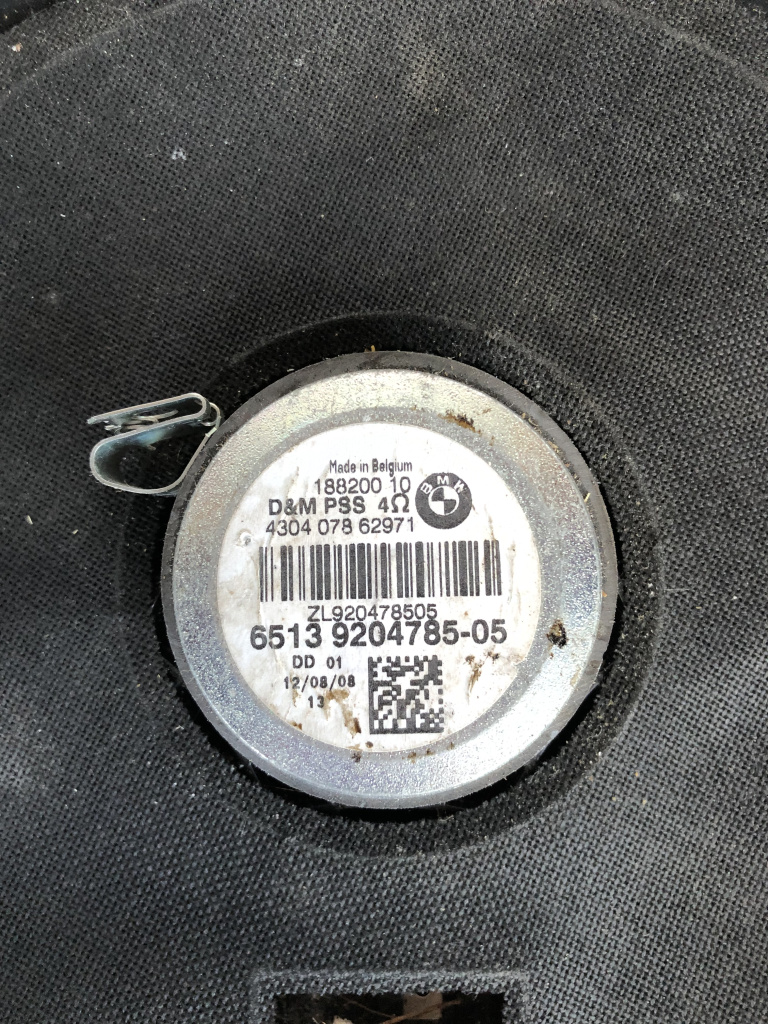 Made in Belgium
188200 10
BMW
D&M PSS 4Ω
4304 078 62971
ZL920478505
6513 9204785-05
DD 01
12/08/08
13